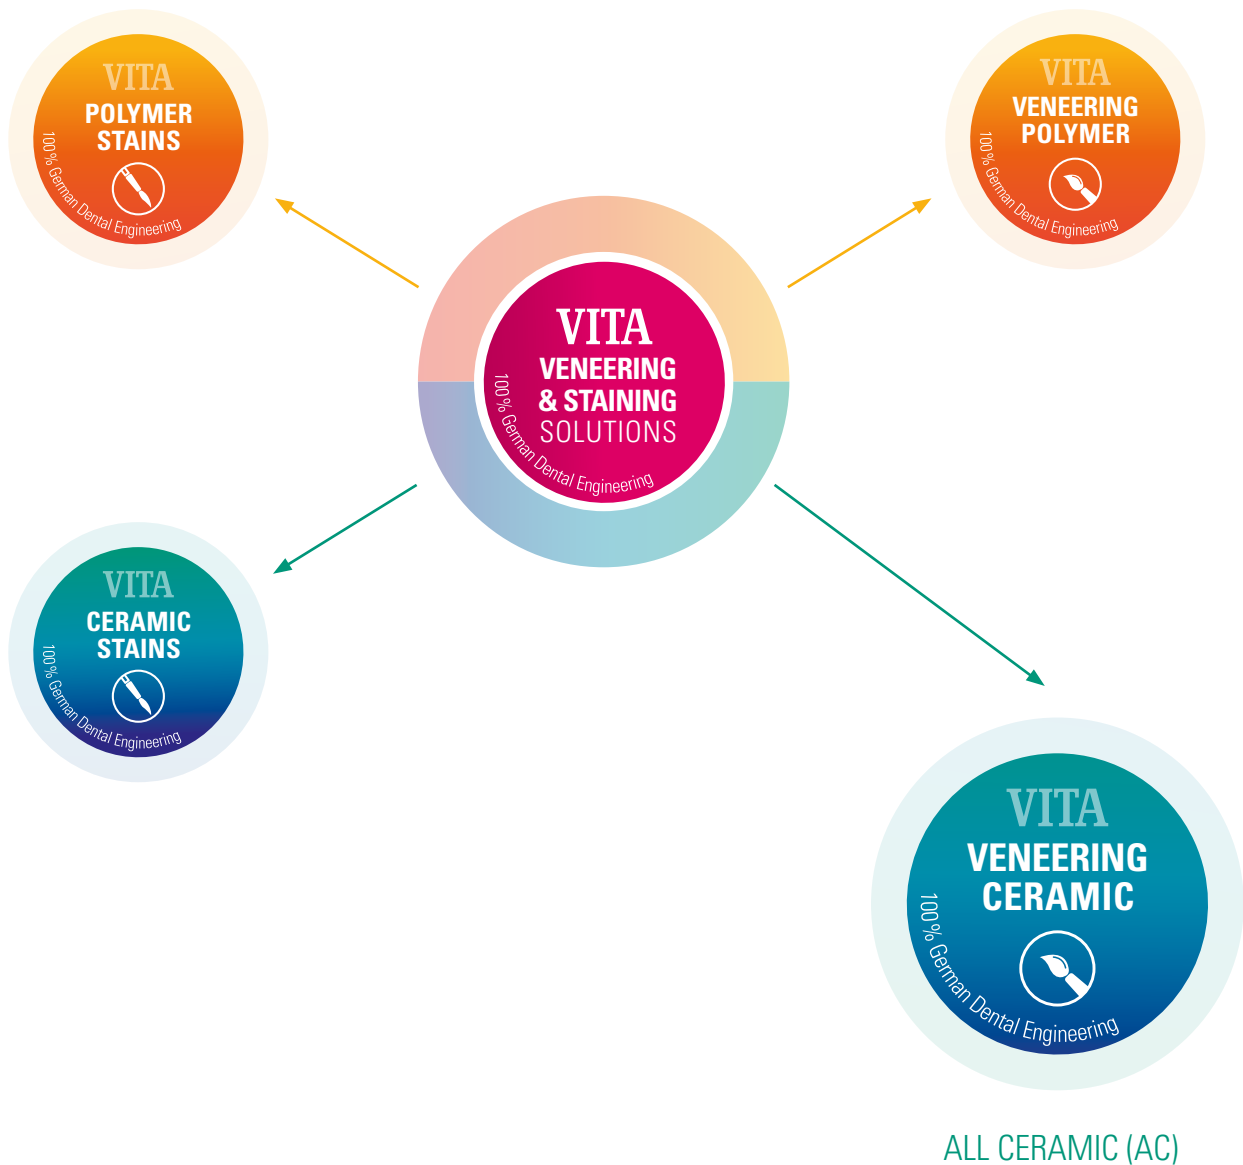 VITA
POLYMER
STAINS
100% German Dental Engineering
VITA
VENEERING
POLYMER
100% German Dental Engineering
VITA
VENEERING
& STAINING
SOLUTIONS
100% German Dental Engineering
VITA
CERAMIC
STAINS
100% German Dental Engineering
VITA
VENEERING
CERAMIC
100% German Dental Engineering
ALL CERAMIC (AC)